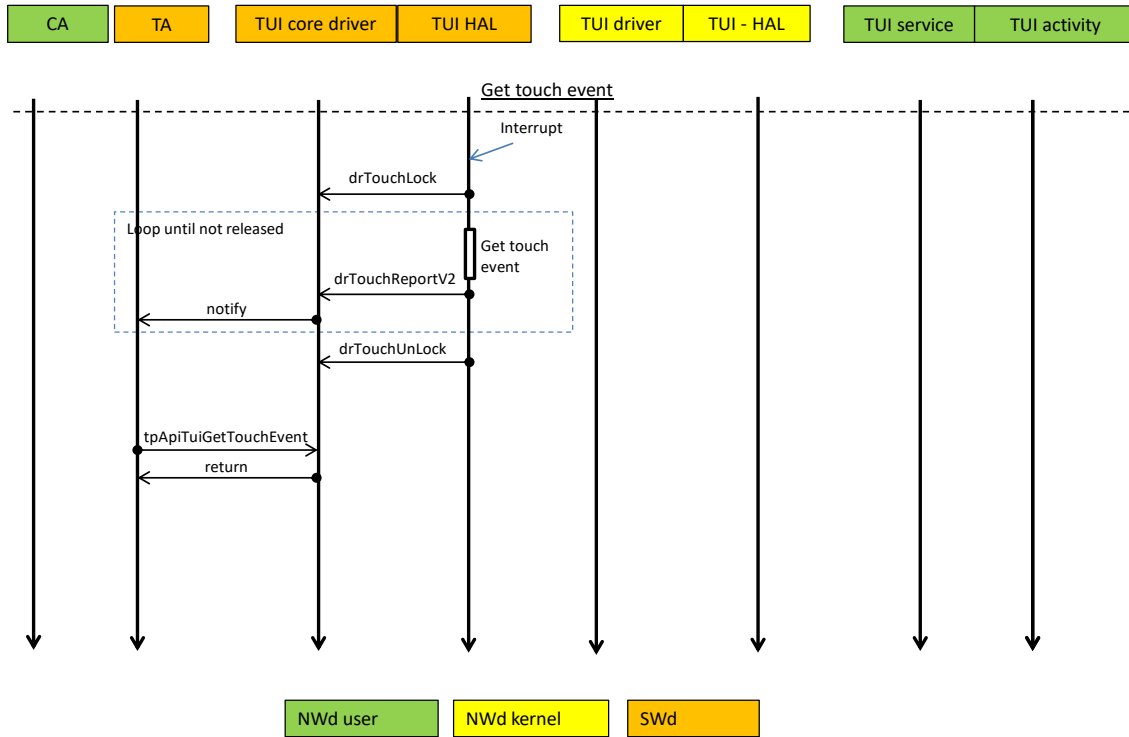 CA
TA
TUI core driver
TUI HAL
TUI driver
TUI - HAL
TUI service
TUI activity
Get touch event
Interrupt
drTouchLock
Loop until not released
Get touch
event
drTouchReportV2
notify
drTouchUnLock
tpApiTuiGetTouchEvent
return
NWd user
NWd kernel
SWd